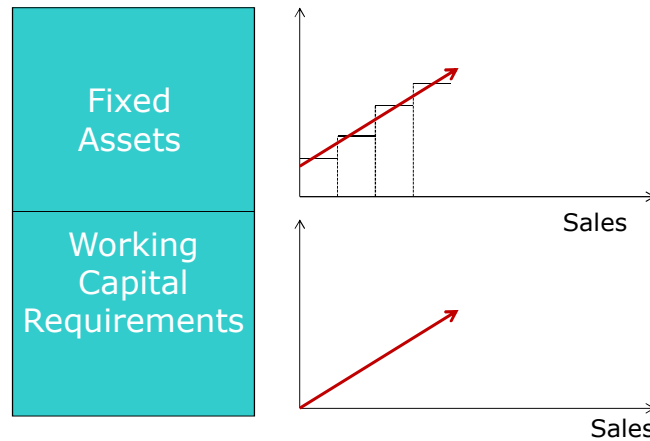 Fixed
Assets
Sales
Working
Capital
Requirements
Sales